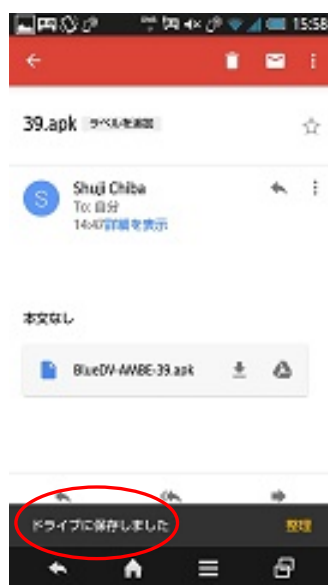 15:58
39.apk ラベルを追加
S
Shuji Chiba
To: 自分
14:47詳細を表示
本文なし
BlueDV-AMBE-39.apk
ドライブに保存しました
整理